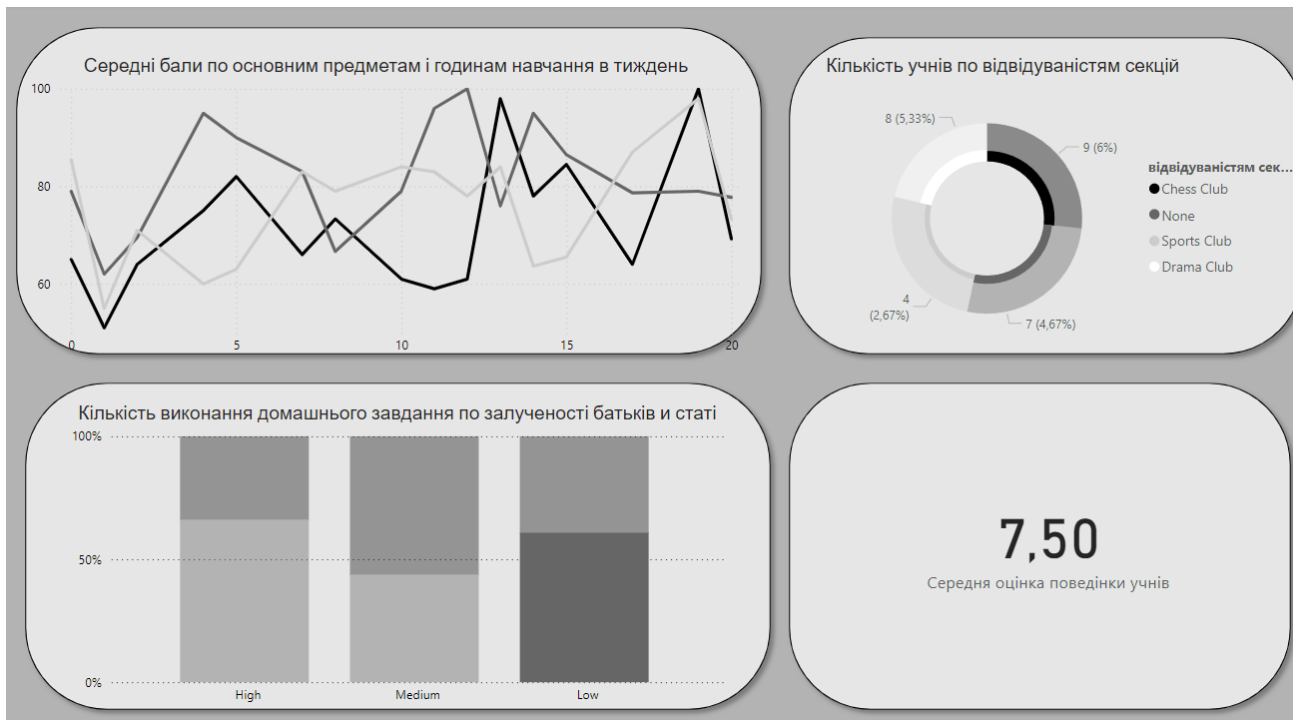 Середні бали по основним предметам і годинам навчання в тиждень
100
80
60
0
5
10
15
20
Кількість учнів по відвідуваністям секцій
8 (5,33%)
9 (6%)
4
(2,67%)
7 (4,67%)
відвідуваністям сек...
Chess Club
None
Sports Club
Drama Club
Кількість виконання домашнього завдання по залученості батьків и статі
100%
50%
0%
High
Medium
Low
7,50
Середня оцінка поведінки учнів